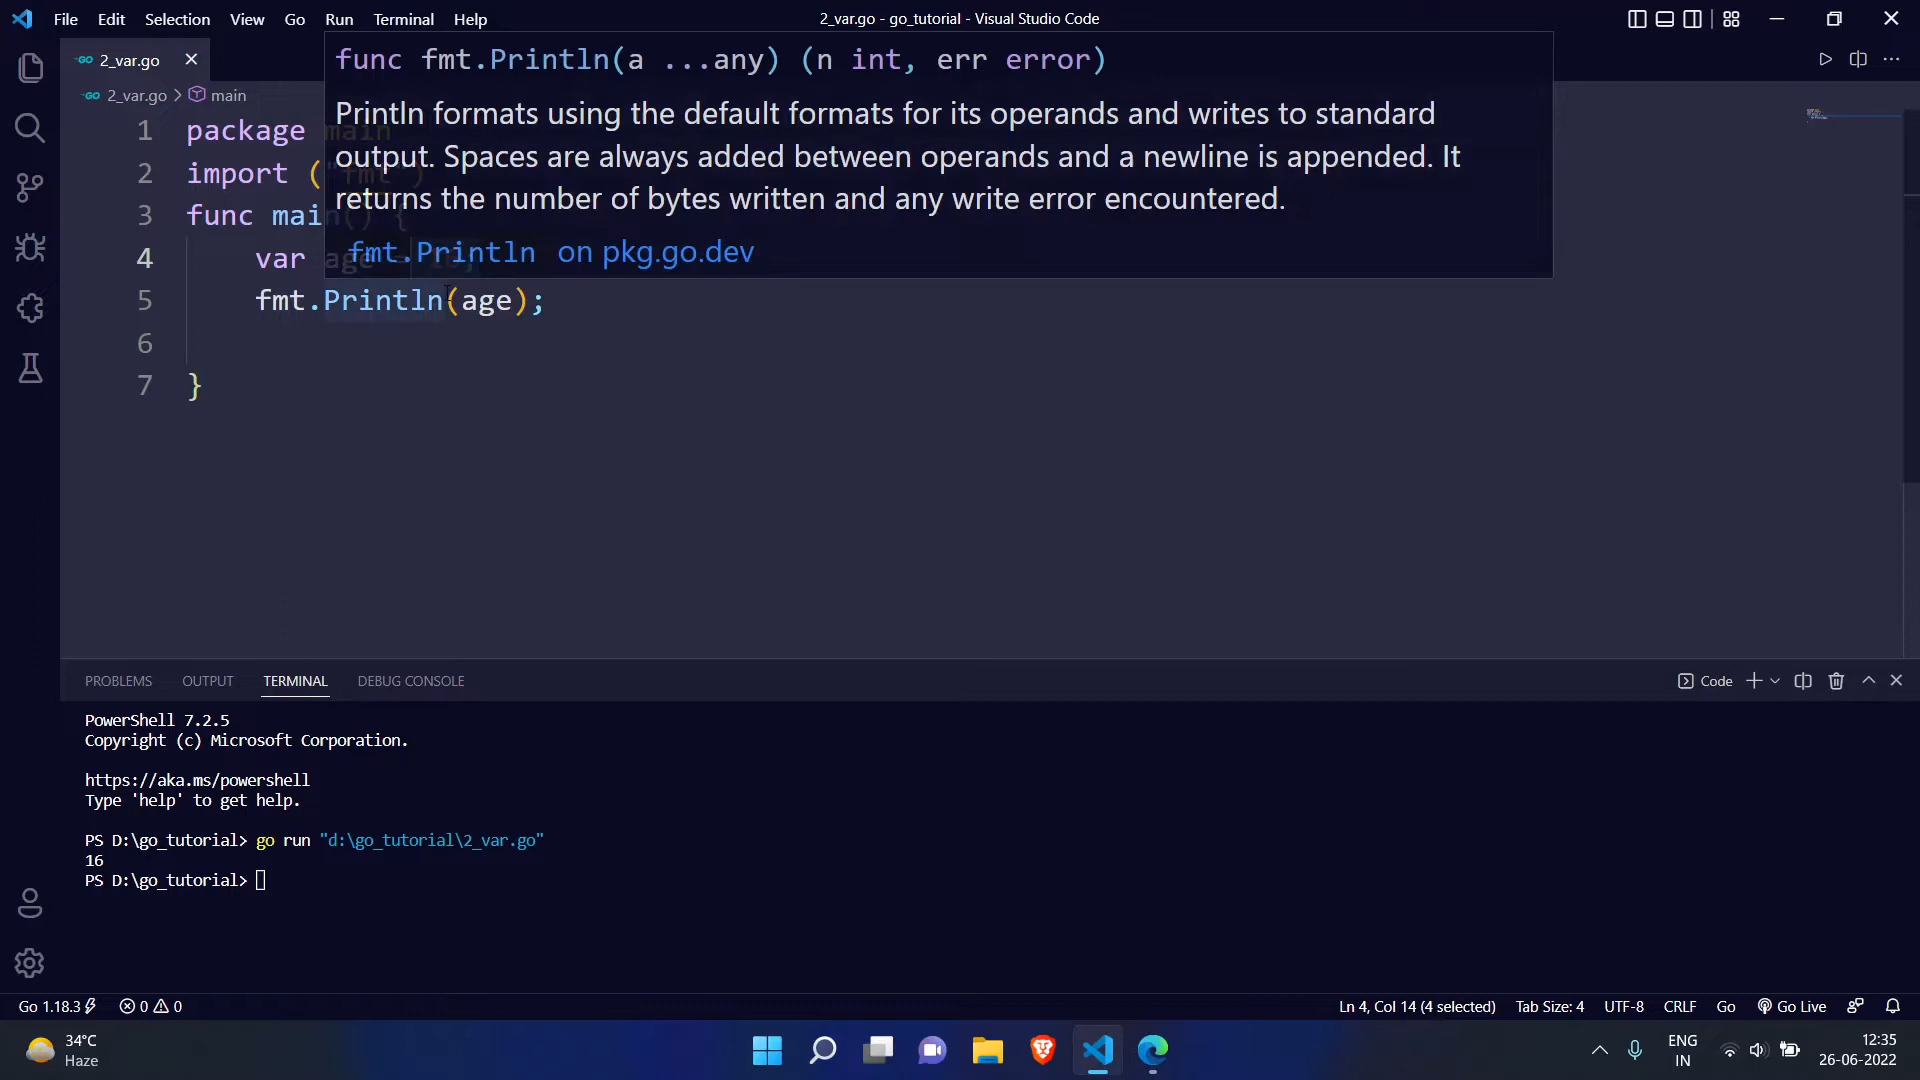 File Edit Selection View Go Run Terminal Help
2_var.go - go_tutorial - Visual Studio Code
2_var.go
2_var.go > main
func fmt.Println(a ...any) (n int, err error)
Println formats using the default formats for its operands and writes to standard
output. Spaces are always added between operands and a newline is appended. It
returns the number of bytes written and any write error encountered.
fmt.Println on pkg.go.dev
1 package main
2 import ("fmt")
3 func main() {
4 var age =
5 fmt.Println(age);
6
7 }
PROBLEMS OUTPUT TERMINAL DEBUG CONSOLE
Code
PowerShell 7.2.5
Copyright (c) Microsoft Corporation.
https://aka.ms/powershell
Type 'help' to get help.
PS D:\go_tutorial> go run "d:\go_tutorial\2_var.go"
16
PS D:\go_tutorial>
Go 1.18.3 0 0
Ln 4, Col 14 (4 selected) Tab Size: 4 UTF-8 CRLF Go Go Live
34°C
Haze
ENG
IN
12:35
26-06-2022